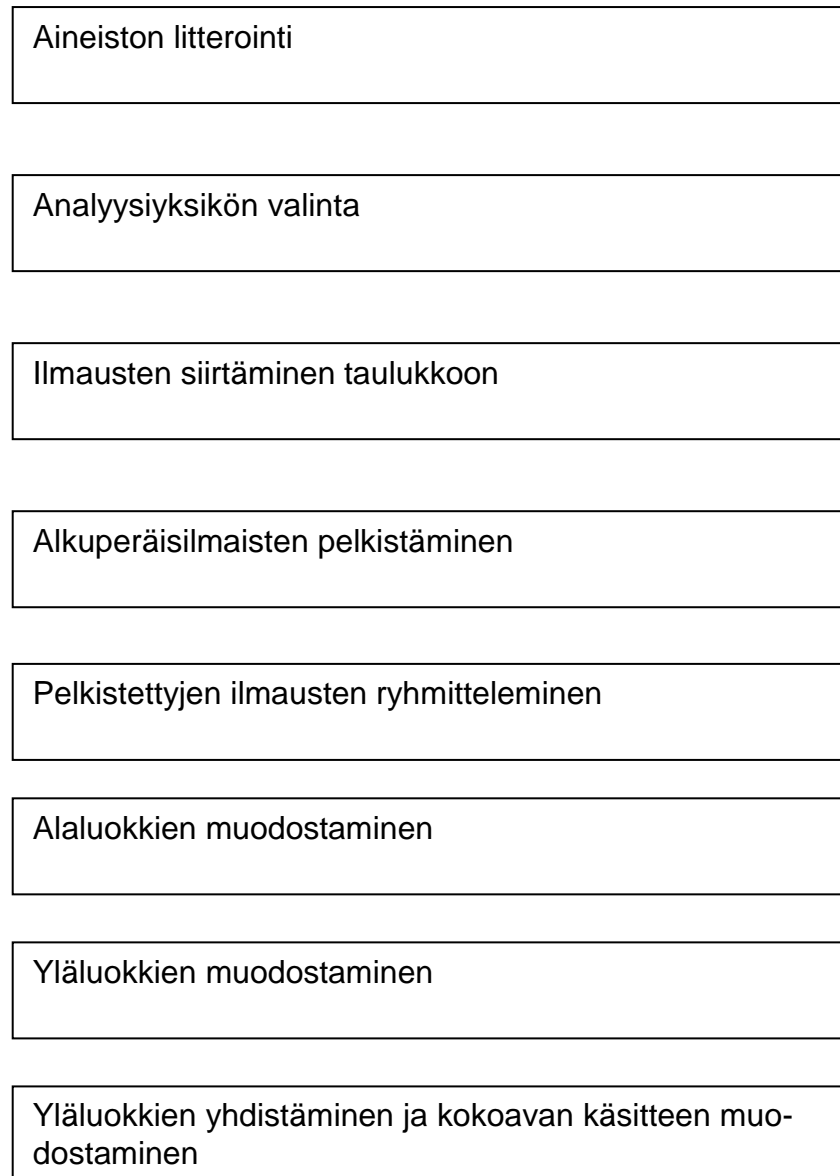 Aineiston litterointi
Analyysiyksikön valinta
Ilmausten siirtäminen taulukkoon
Alkuperäisilmaisten pelkistäminen
Pelkistettyjen ilmausten ryhmitteleminen
Alaluokkien muodostaminen
Yläluokkien muodostaminen
Yläluokkien yhdistäminen ja kokoavan käsitteen muo-
dostaminen